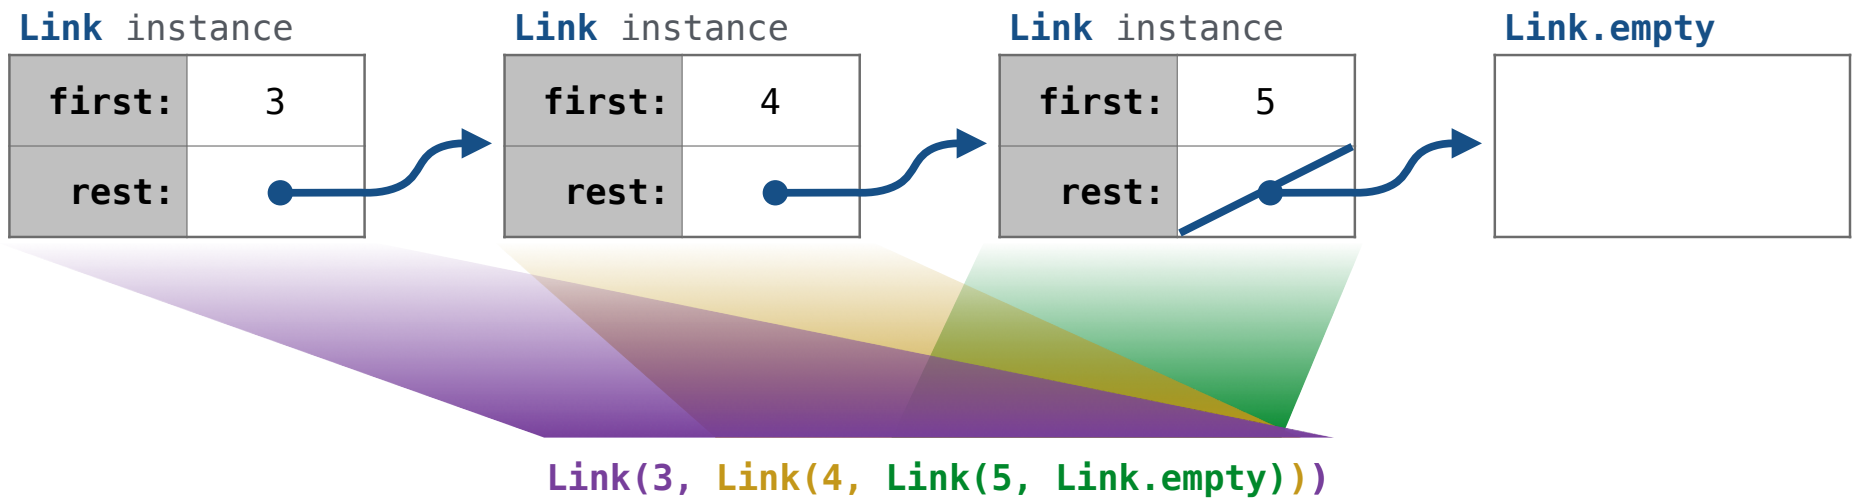 Link instance Link instance Link instance Link.empty
first: 3 first: 4 first: 5
rest: rest: rest:
Link(3, Link(4, Link(5, Link.empty)))